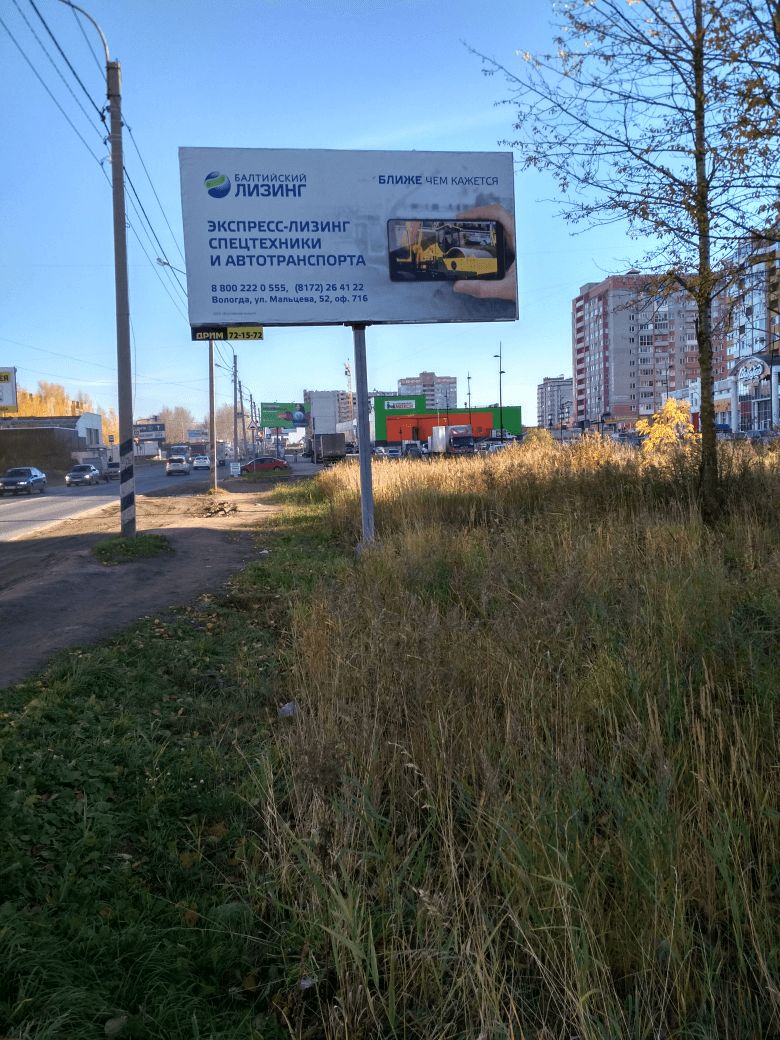 БАЛТИЙСКИЙ
ЛИЗИНГ
БЛИЖЕ ЧЕМ КАЖЕТСЯ
ЭКСПРЕСС-ЛИЗИНГ
СПЕЦТЕХНИКИ
И АВТОТРАНСПОРТА
8 800 222 0 555, (8172) 26 41 22
Вологда, ул. Мальцева, 52, оф. 716
ДРИМ 72-15-72